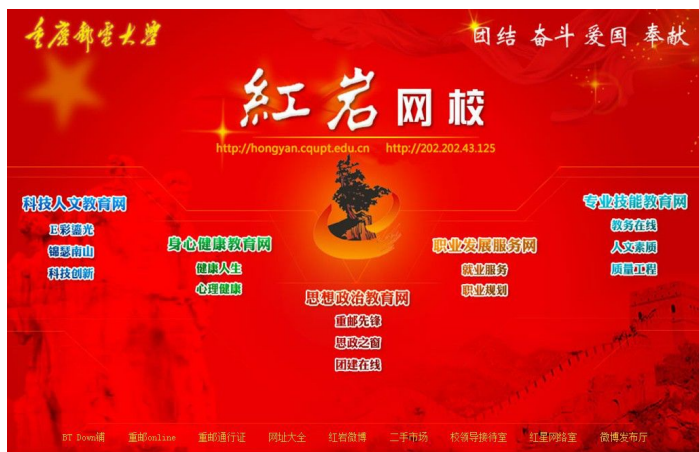 重慶郵電大學
团结 奋斗 爱国 奉献
紅岩网校
http://hongyan.cqupt.edu.cn http://202.202.43.125
科技人文教育网
E彩鎏光
锦瑟南山
科技创新
身心健康教育网
健康人生
心理健康
思想政治教育网
重邮先锋
思政之窗
团建在线
职业发展服务网
就业服务
职业规划
专业技能教育网
教务在线
人文素质
质量工程
BT Down铺 重邮online 重邮通行证 网址大全 红岩微博 二手市场 校领导接待室 红星网络室 微博发布厅